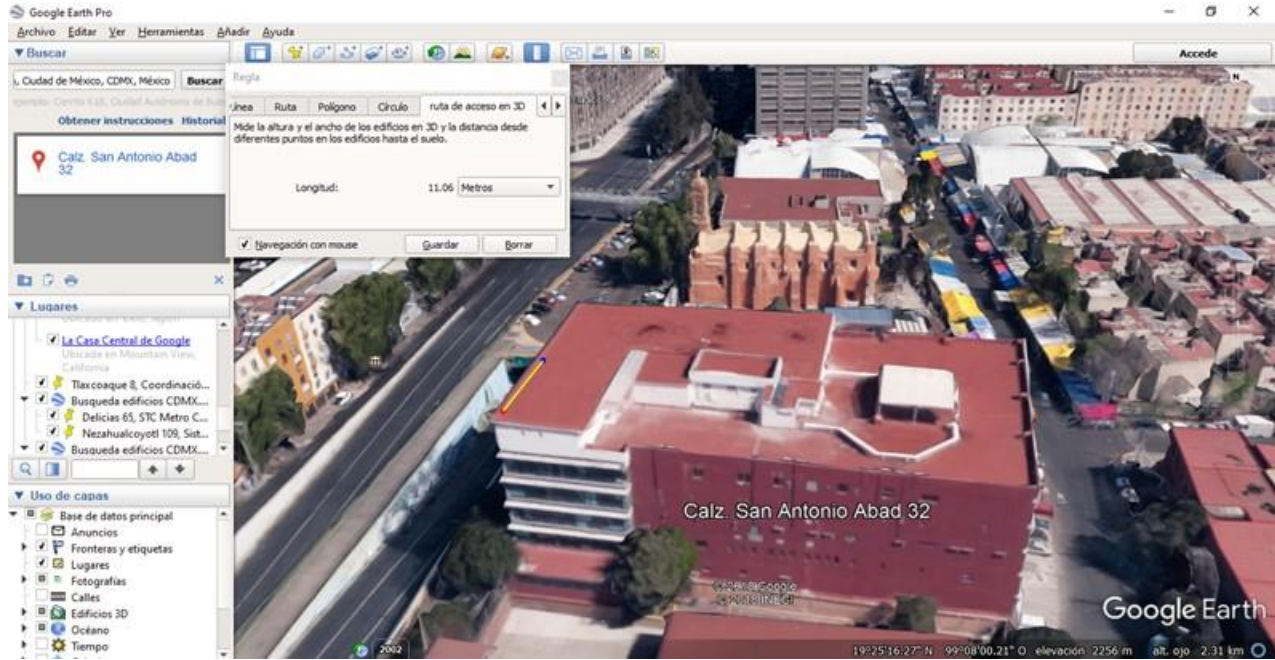 Google Earth Pro
Archivo Editar Ver Herramientas Añadir Ayuda
Accede
▼ Buscar
, Ciudad de México, CDMX, México Buscar
Obtener instrucciones Historial
Calz. San Antonio Abad
32
Regla
Línea Ruta Polígono Círculo ruta de acceso en 3D
Mide la altura y el ancho de los edificios en 3D y la distancia desde
diferentes puntos en los edificios hasta el suelo.
Longitud: 11.06 Metros
Navegación con mouse Guardar Borrar
▼ Lugares
La Casa Central de Google
Ubicada en Mountain View,
California
Tlaxcoaque 8, Coordinació...
Busqueda edificios CDMX...
Delicias 65, STC Metro C...
Nezahualcoyotl 109, Sist...
Busqueda edificios CDMX...
▼ Uso de capas
Base de datos principal
Anuncios
Fronteras y etiquetas
Lugares
Fotografías
Calles
Edificios 3D
Océano
Tiempo
N
Calz. San Antonio Abad 32
© 2018 Google
© 2018 INEGI
Google Earth
2002
19°25'16.27" N 99°08'00.21" O elevación 2256 m alt. ojo 2.31 km